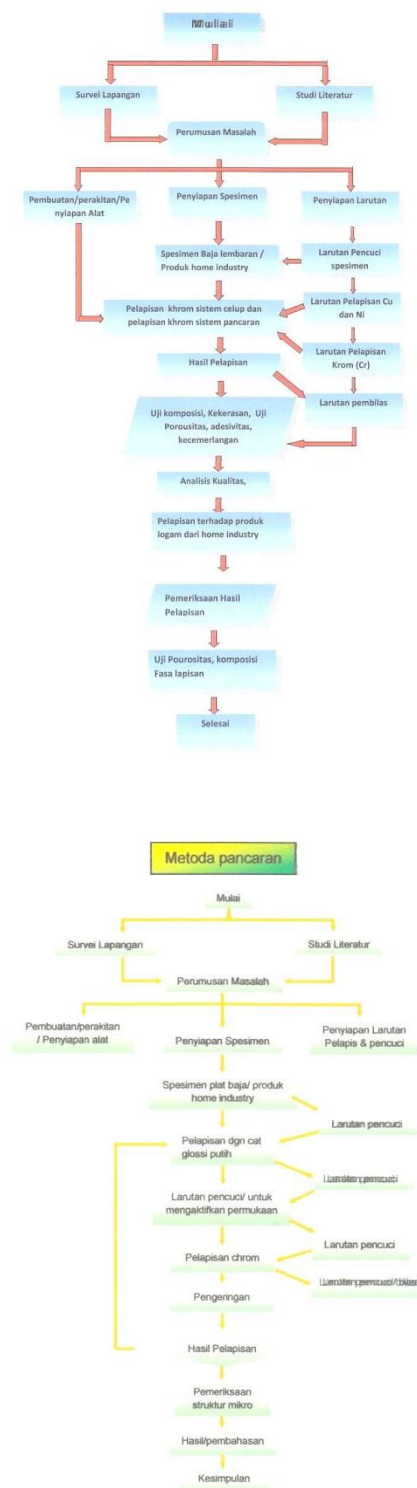 Mulai
Survei Lapangan
Studi Literatur
Perumusan Masalah
Pembuatan/perakitan/Pe
nyiapan Alat
Penyiapan Spesimen
Penyiapan Larutan
Spesimen Baja lembaran /
Produk home industry
Larutan Pencuci
spesimen
Pelapisan khrom sistem celup dan
pelapisan khrom sistem pancaran
Larutan Pelapisan Cu
dan Ni
Hasil Pelapisan
Larutan Pelapisan
Krom (Cr)
Uji komposisi, Kekerasan, Uji
Porousitas, adesivitas,
kecemerlangan
Larutan pembilas
Analisis Kualitas,
Pelapisan terhadap produk
logam dari home industry
Pemeriksaan Hasil
Pelapisan
Uji Pourositas, komposisi
Fasa lapisan
Selesai
Metoda pancaran
Mulai
Survei Lapangan
Studi Literatur
Perumusan Masalah
Pembuatan/perakitan
/ Penyiapan alat
Penyiapan Spesimen
Penyiapan Larutan
Pelapis & pencuci
Spesimen plat baja/ produk
home industry
Larutan pencuci
Pelapisan dgn cat
glossi putih
Larutan pencuci
Larutan pencuci/ untuk
mengaktifkan permukaan
Larutan pencuci
Pelapisan chrom
Larutan pencuci/bilas
Pengeringan
Hasil Pelapisan
Pemeriksaan
struktur mikro
Hasil/pembahasan
Kesimpulan